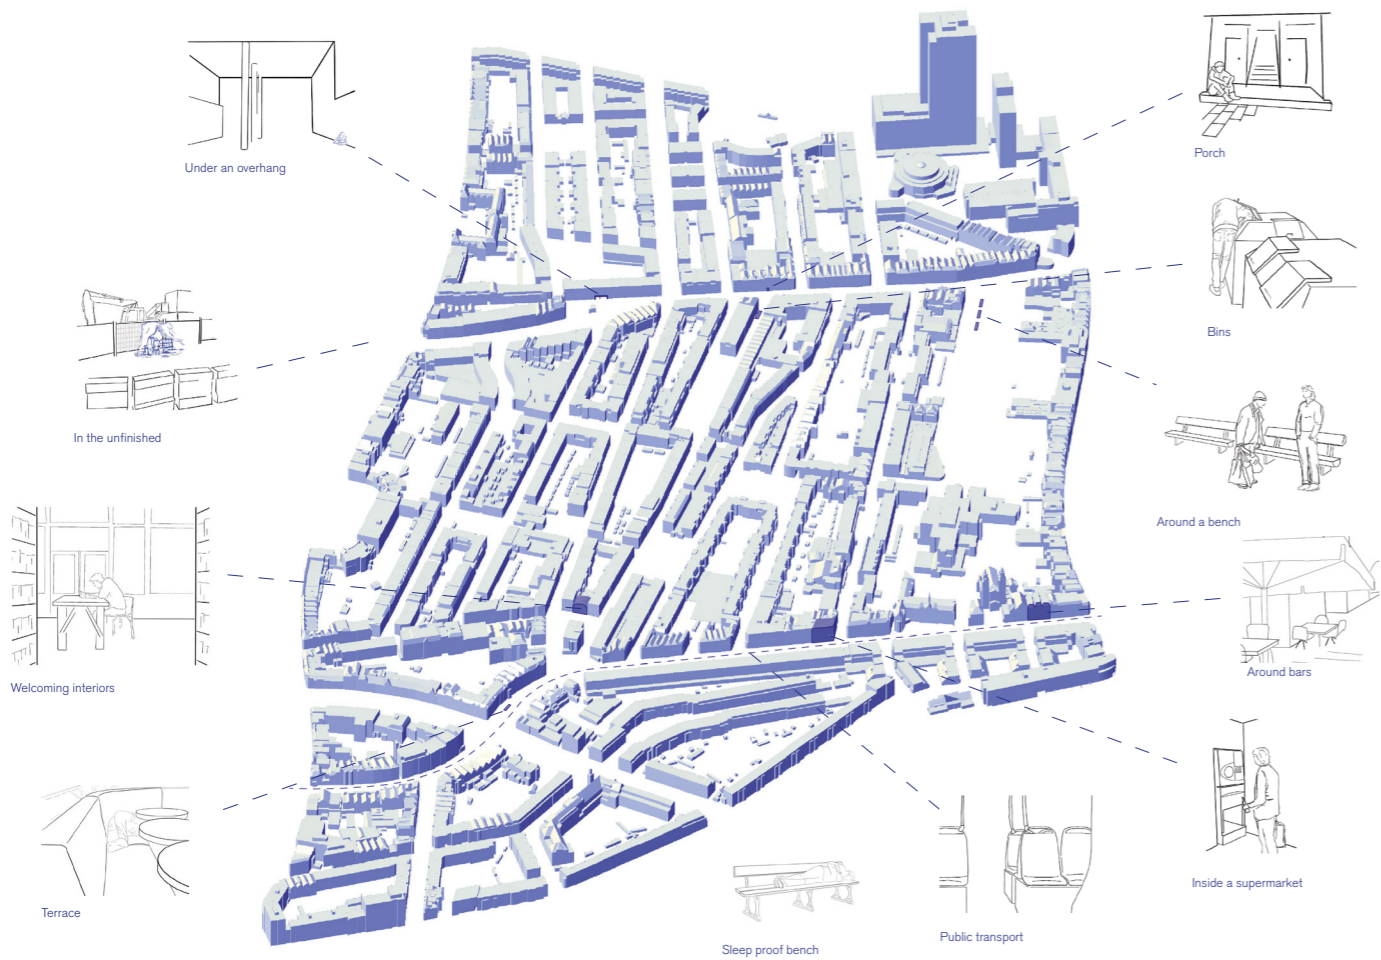 Under an overhang
Porch
Bins
In the unfinished
Around a bench
Welcoming interiors
Around bars
Terrace
Inside a supermarket
Public transport
Sleep proof bench